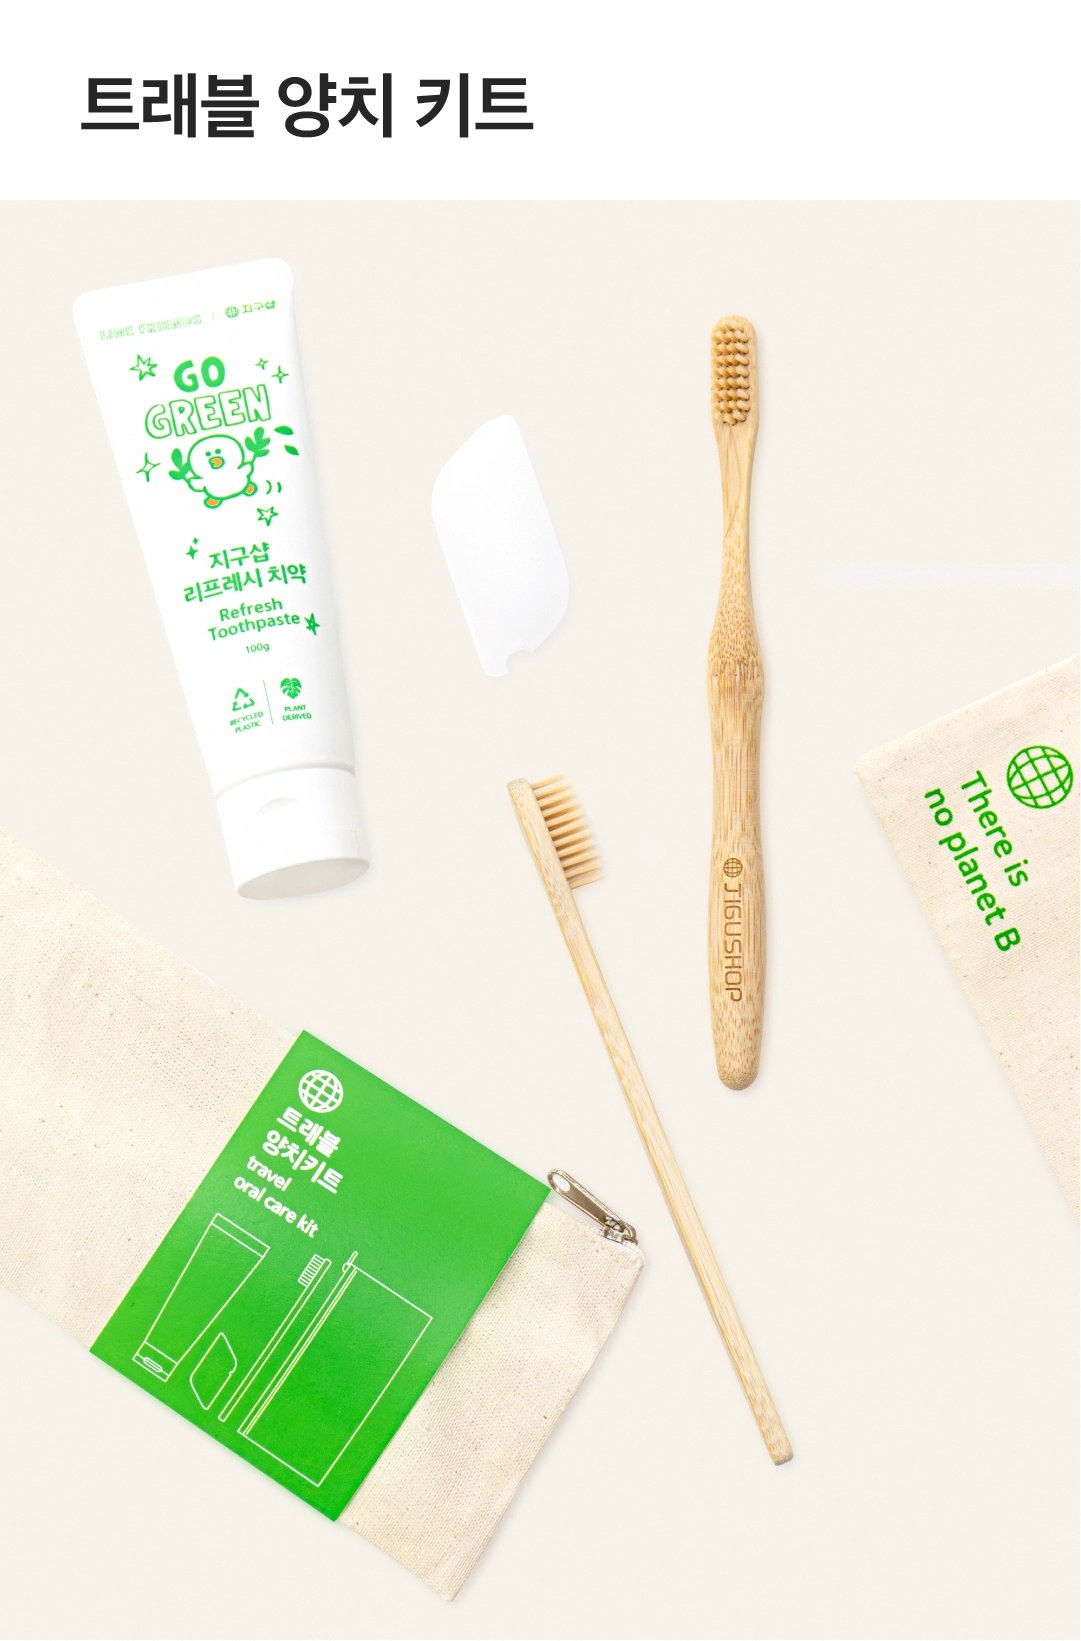 트래블 양치 키트
LINE FRIENDS | 지구샵
GO
GREEN
지구샵
리프레시 치약
Refresh
Toothpaste
100g
RECYCLED
PLASTIC
PLANT
DERIVED
JIGUSHOP
There is
no planet B
트래블
양치키트
travel
oral care kit